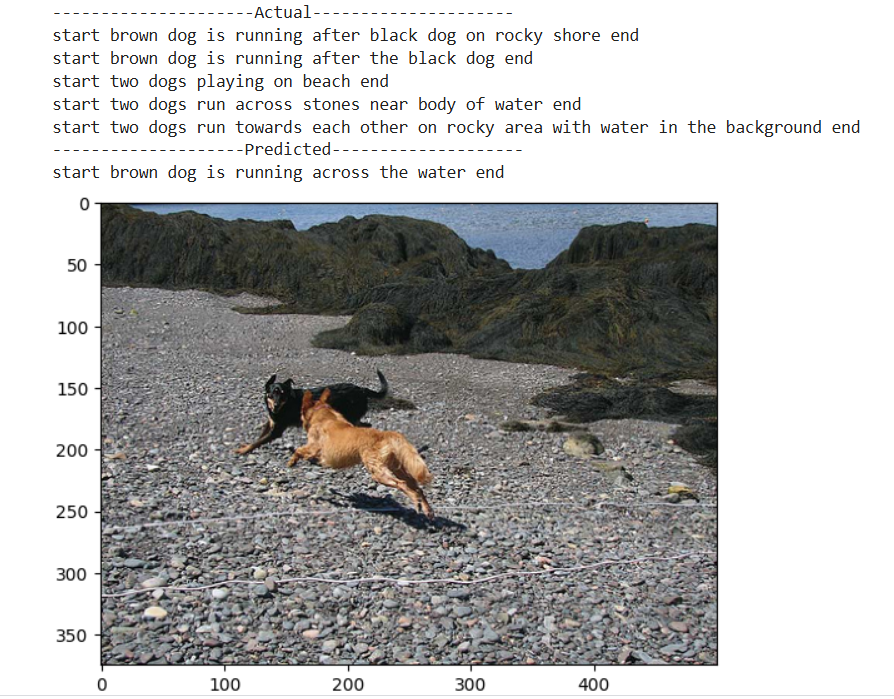 ---------------------Actual---------------------
start brown dog is running after black dog on rocky shore end
start brown dog is running after the black dog end
start two dogs playing on beach end
start two dogs run across stones near body of water end
start two dogs run towards each other on rocky area with water in the background end
--------------------Predicted--------------------
start brown dog is running across the water end
0
50
100
150
200
250
300
350
0 100 200 300 400